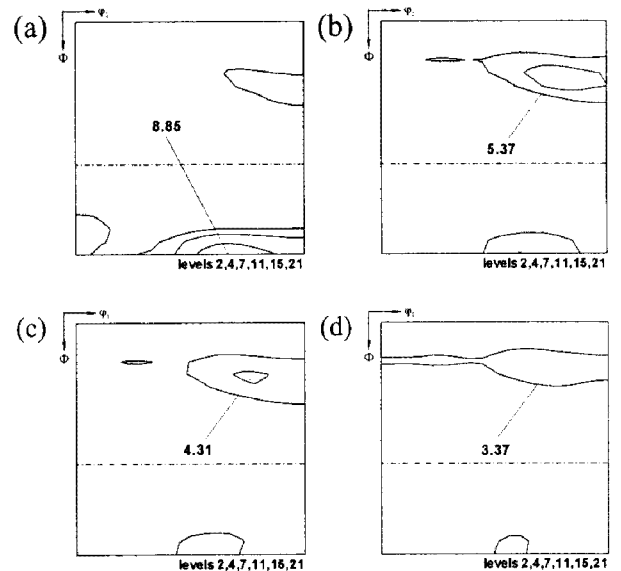 (a)
φ₁
Φ
8.85
levels 2,4,7,11,15,21
(b)
φ₁
Φ
5.37
levels 2,4,7,11,15,21
(c)
φ₁
Φ
4.31
levels 2,4,7,11,15,21
(d)
φ₁
Φ
3.37
levels 2,4,7,11,15,21